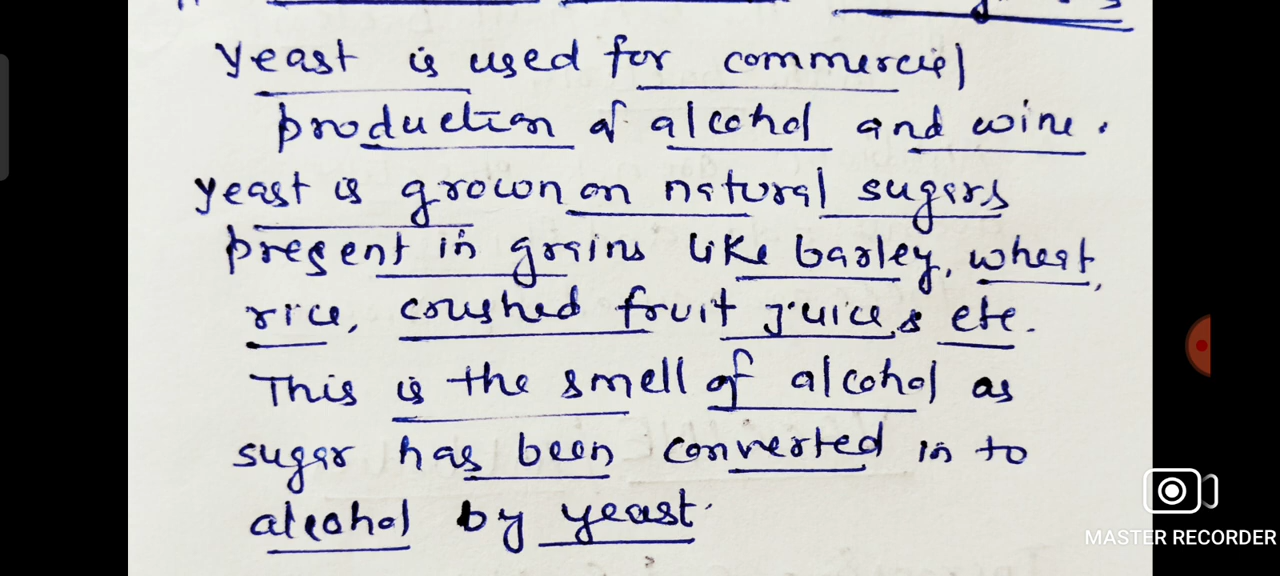 Yeast is used for commerciel
production of alcohol and wine.
yeast is grown on natural sugars
present in grains like barley, wheat,
rice, crushed fruit juices etc.
This is the smell of alcohol as
sugar has been converted in to
alcohol by yeast.
MASTER RECORDER